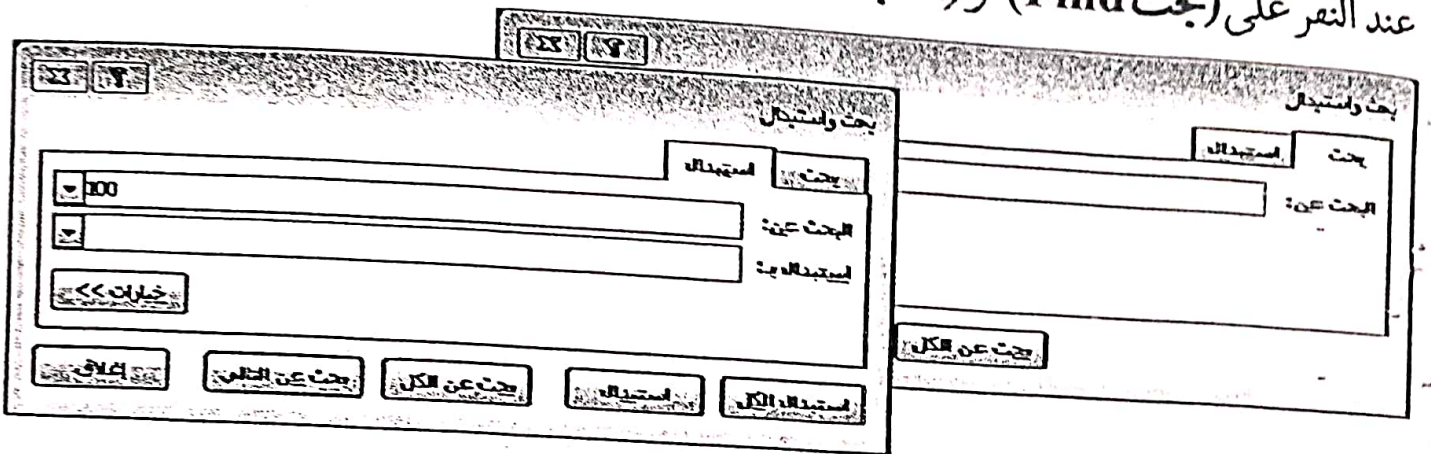 عند النقر على (بحث Find)
بحث واستبدال
بحث
استبدال
البحث عن:
بحث عن الكل
بحث واستبدال
بحث
استبدال
البحث عن:
100
استبدال بـ:
خيارات >>
استبدال الكل
استبدال
بحث عن الكل
بحث عن التالي
إغلاق